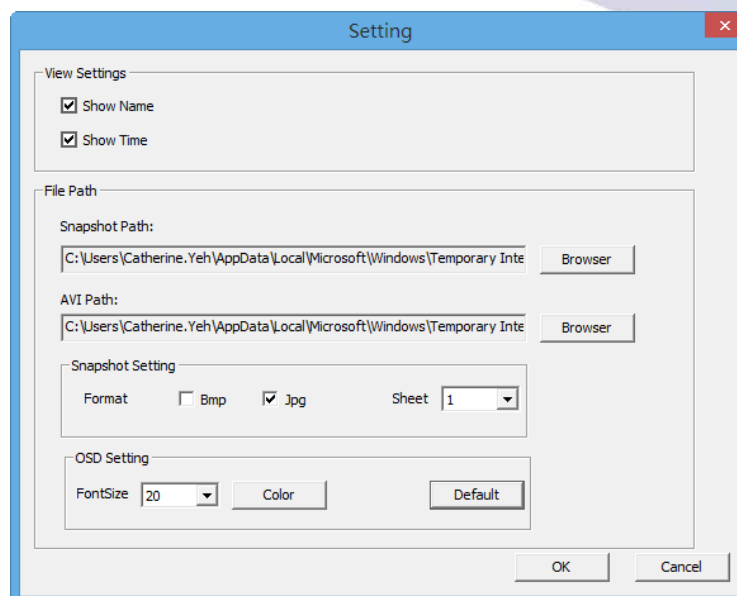 Setting
View Settings
Show Name
Show Time
File Path
Snapshot Path:
C:\Users\Catherine.Yeh\AppData\Local\Microsoft\Windows\Temporary Inte
Browser
AVI Path:
C:\Users\Catherine.Yeh\AppData\Local\Microsoft\Windows\Temporary Inte
Browser
Snapshot Setting
Format Bmp Jpg Sheet 1
OSD Setting
FontSize 20 Color Default
OK Cancel